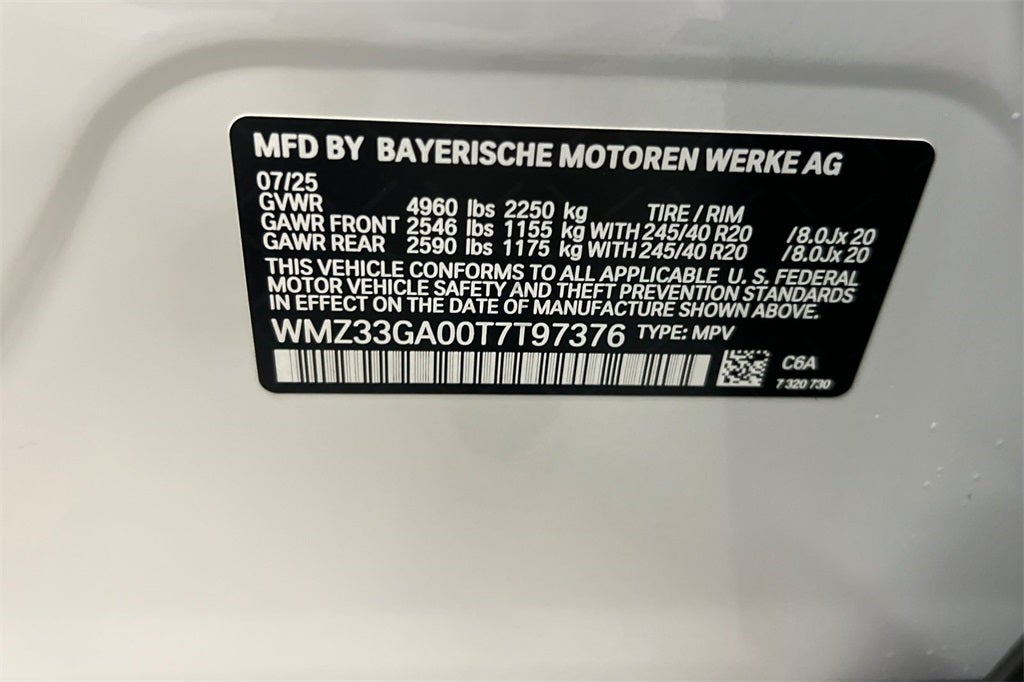 MFD BY BAYERISCHE MOTOREN WERKE AG
07/25
GVWR 4960 lbs 2250 kg TIRE / RIM
GAWR FRONT 2546 lbs 1155 kg WITH 245/40 R20 /8.0Jx 20
GAWR REAR 2590 lbs 1175 kg WITH 245/40 R20 /8.0Jx 20
THIS VEHICLE CONFORMS TO ALL APPLICABLE U. S. FEDERAL
MOTOR VEHICLE SAFETY AND THEFT PREVENTION STANDARDS
IN EFFECT ON THE DATE OF MANUFACTURE SHOWN ABOVE.
WMZ33GA00T7T97376 TYPE: MPV
C6A
7 320 730